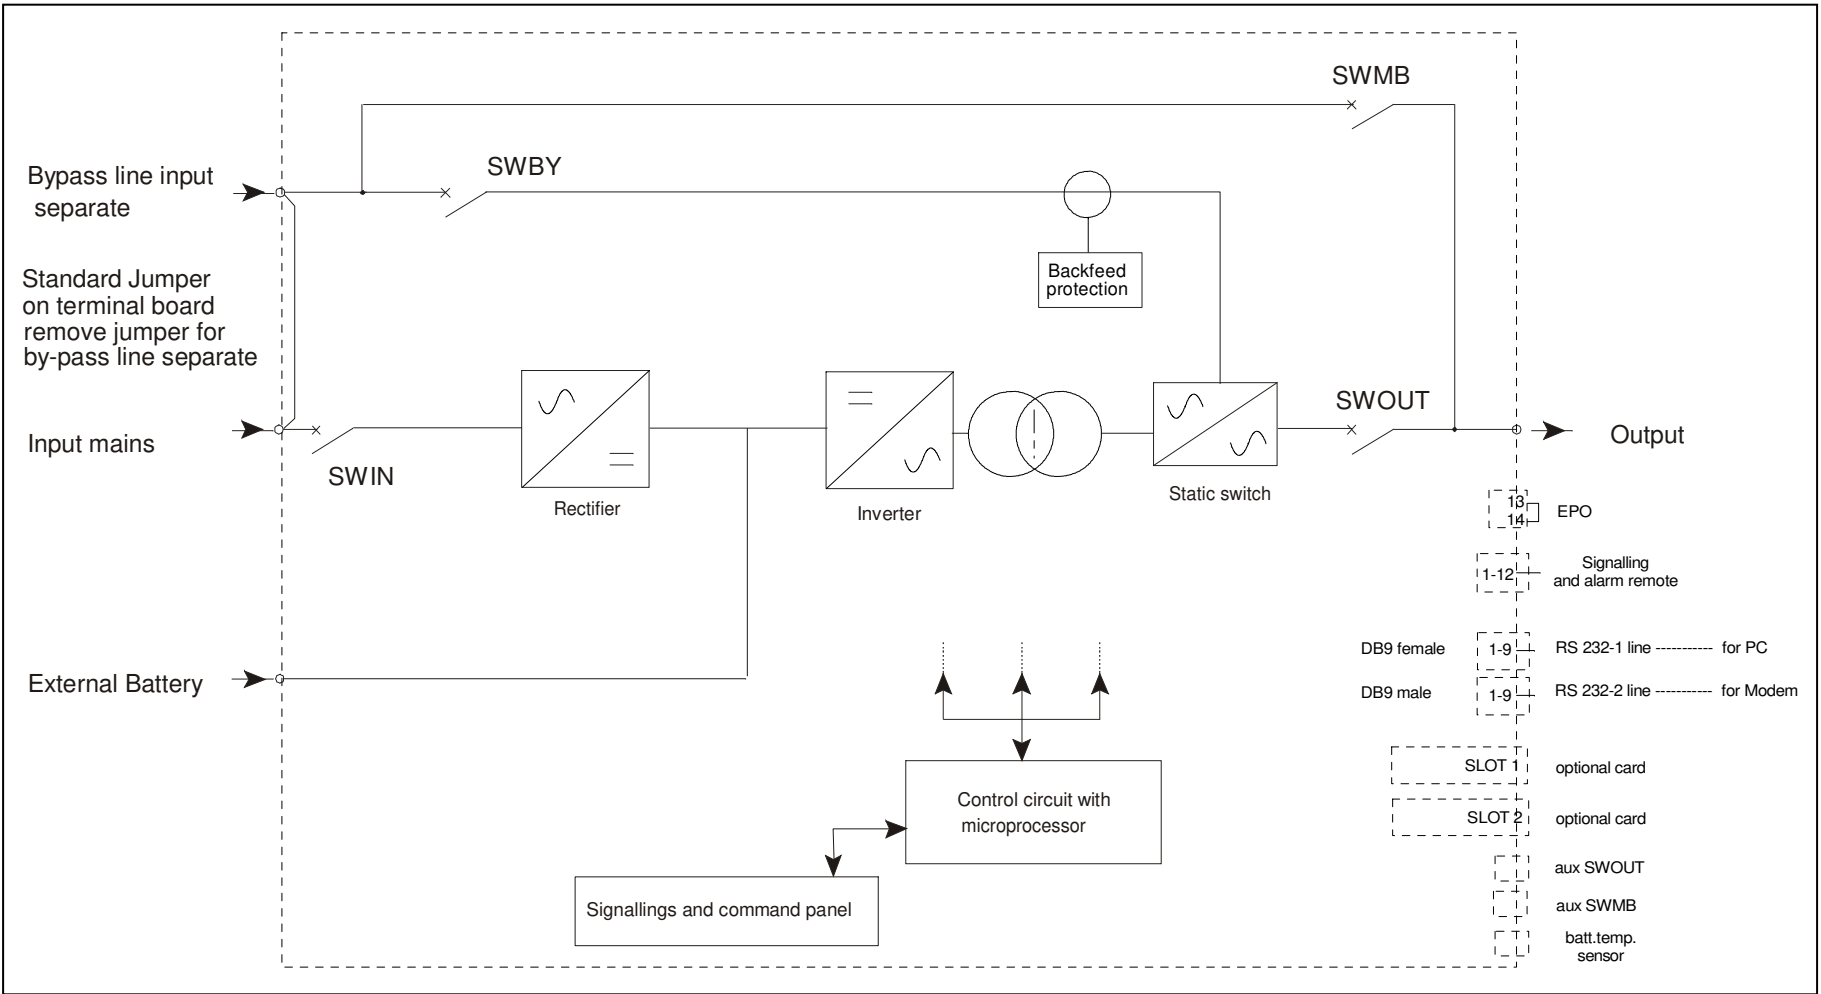 SWMB
SWBY
Bypass line input
separate
Backfeed
protection
Standard Jumper
on terminal board
remove jumper for
by-pass line separate
SWOUT
Input mains
SWIN
Output
Rectifier
Inverter
Static switch
13
14
EPO
1-12
Signalling
and alarm remote
External Battery
DB9 female
1-9
RS 232-1 line ----------- for PC
DB9 male
1-9
RS 232-2 line ----------- for Modem
SLOT 1
optional card
SLOT 2
optional card
Control circuit with
microprocessor
aux SWOUT
Signallings and command panel
aux SWMB
batt.temp.
sensor